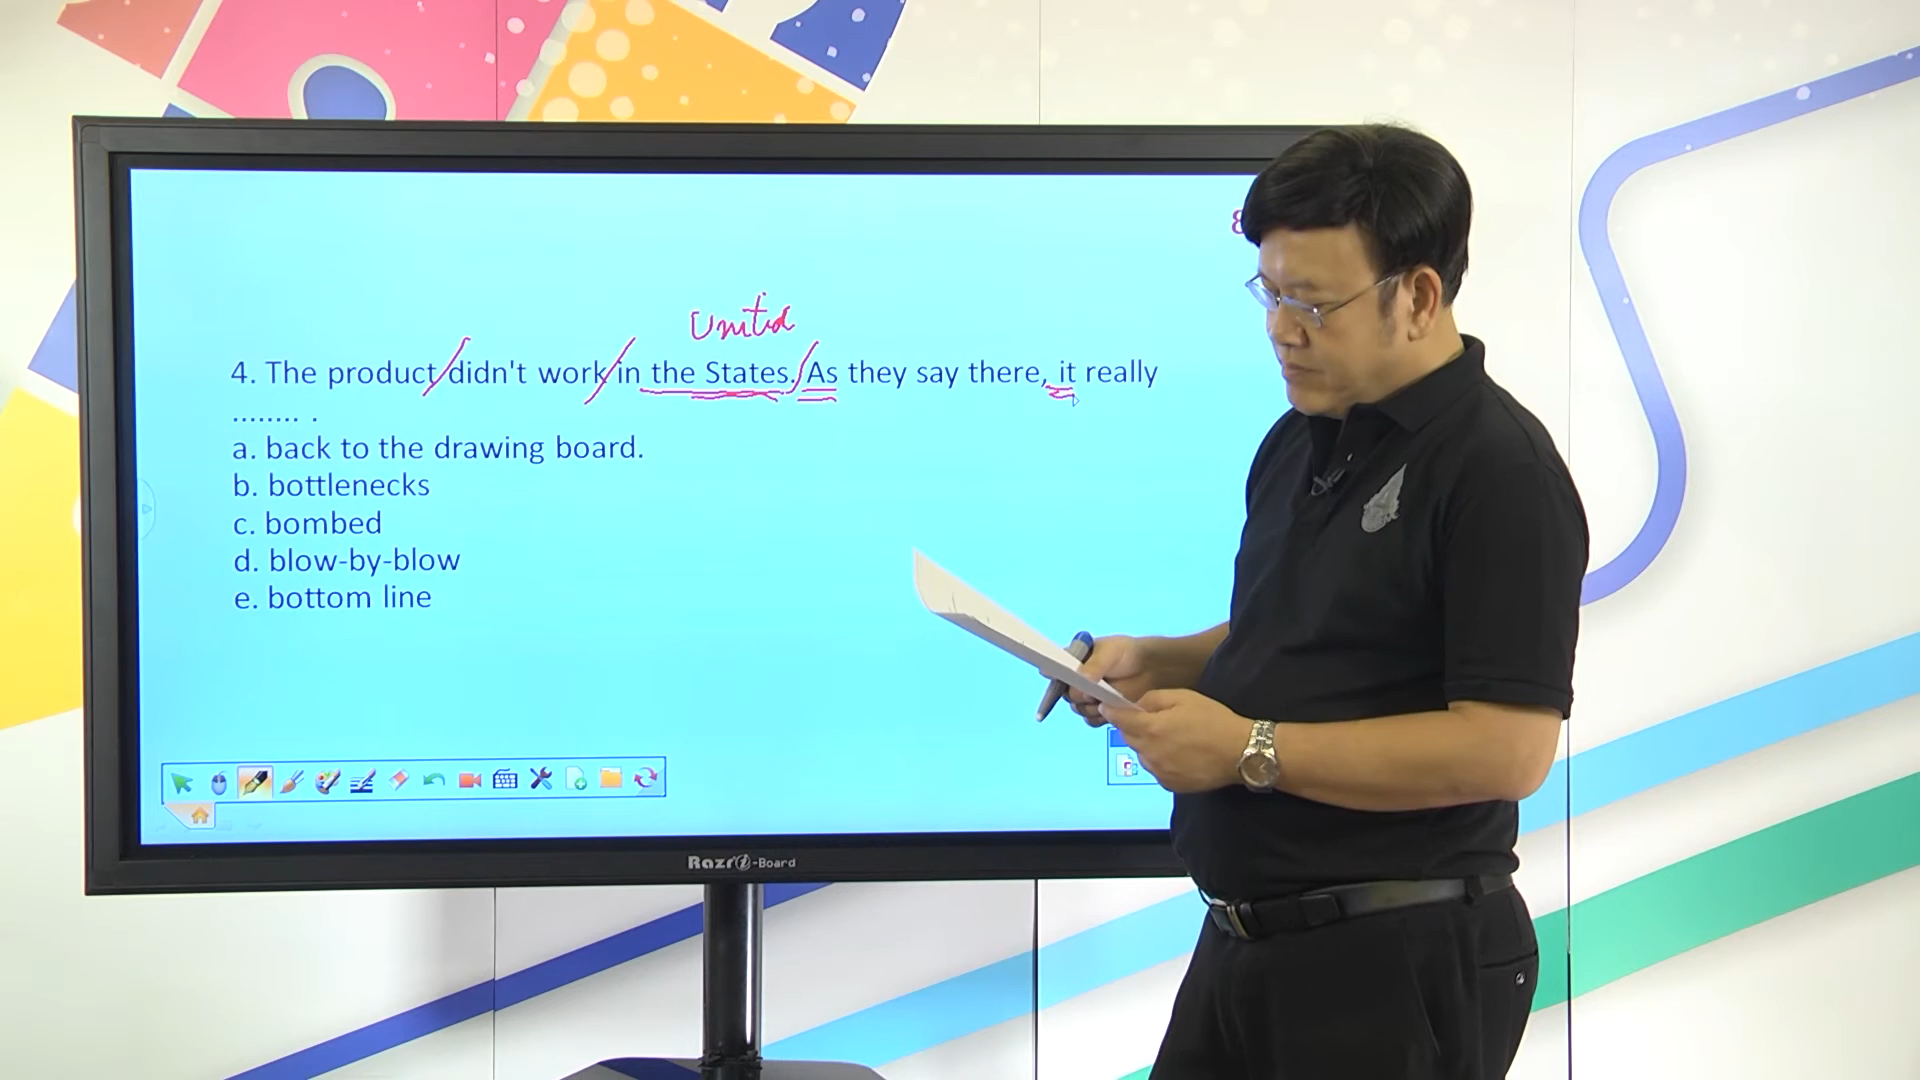 8
United
4. The product didn't work in the States. As they say there, it really
........ .
a. back to the drawing board.
b. bottlenecks
c. bombed
d. blow-by-blow
e. bottom line
Razr i-Board